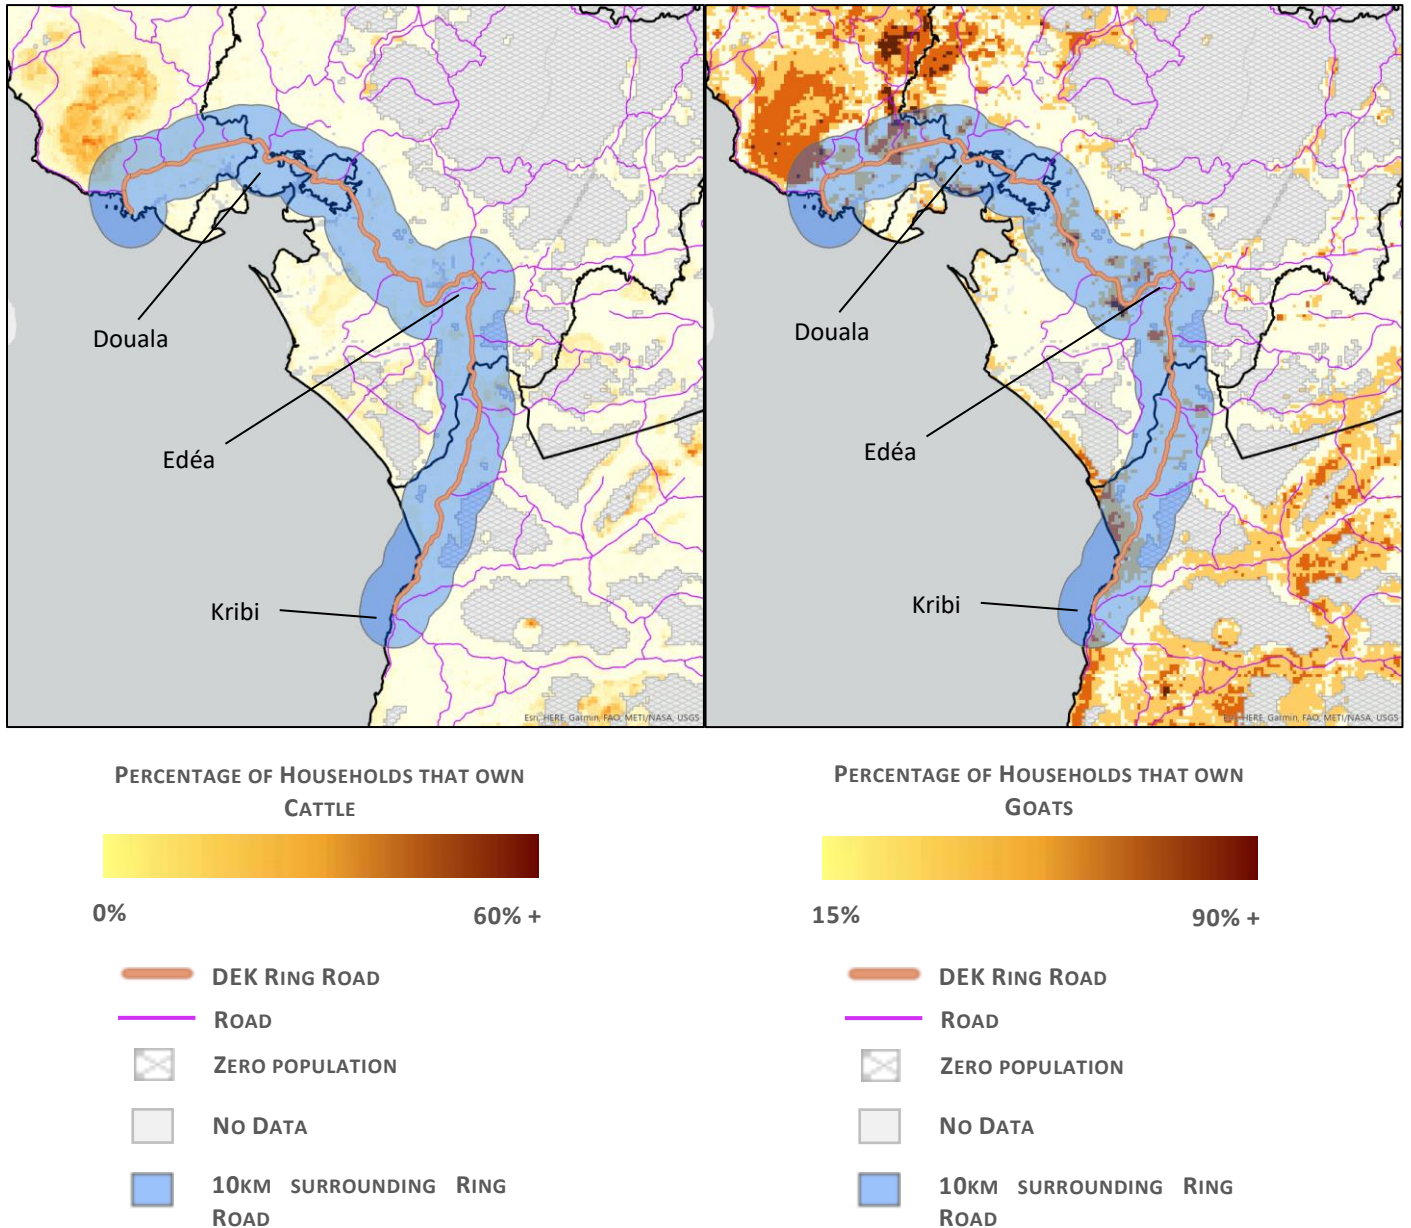 Douala
Edéa
Kribi
Esri, HERE, Garmin, FAO, METI/NASA, USGS
Douala
Edéa
Kribi
Esri, HERE, Garmin, FAO, METI/NASA, USGS
PERCENTAGE OF HOUSEHOLDS THAT OWN
CATTLE
0%
60% +
DEK RING ROAD
ROAD
ZERO POPULATION
NO DATA
10KM SURROUNDING RING
ROAD
PERCENTAGE OF HOUSEHOLDS THAT OWN
GOATS
15%
90% +
DEK RING ROAD
ROAD
ZERO POPULATION
NO DATA
10KM SURROUNDING RING
ROAD